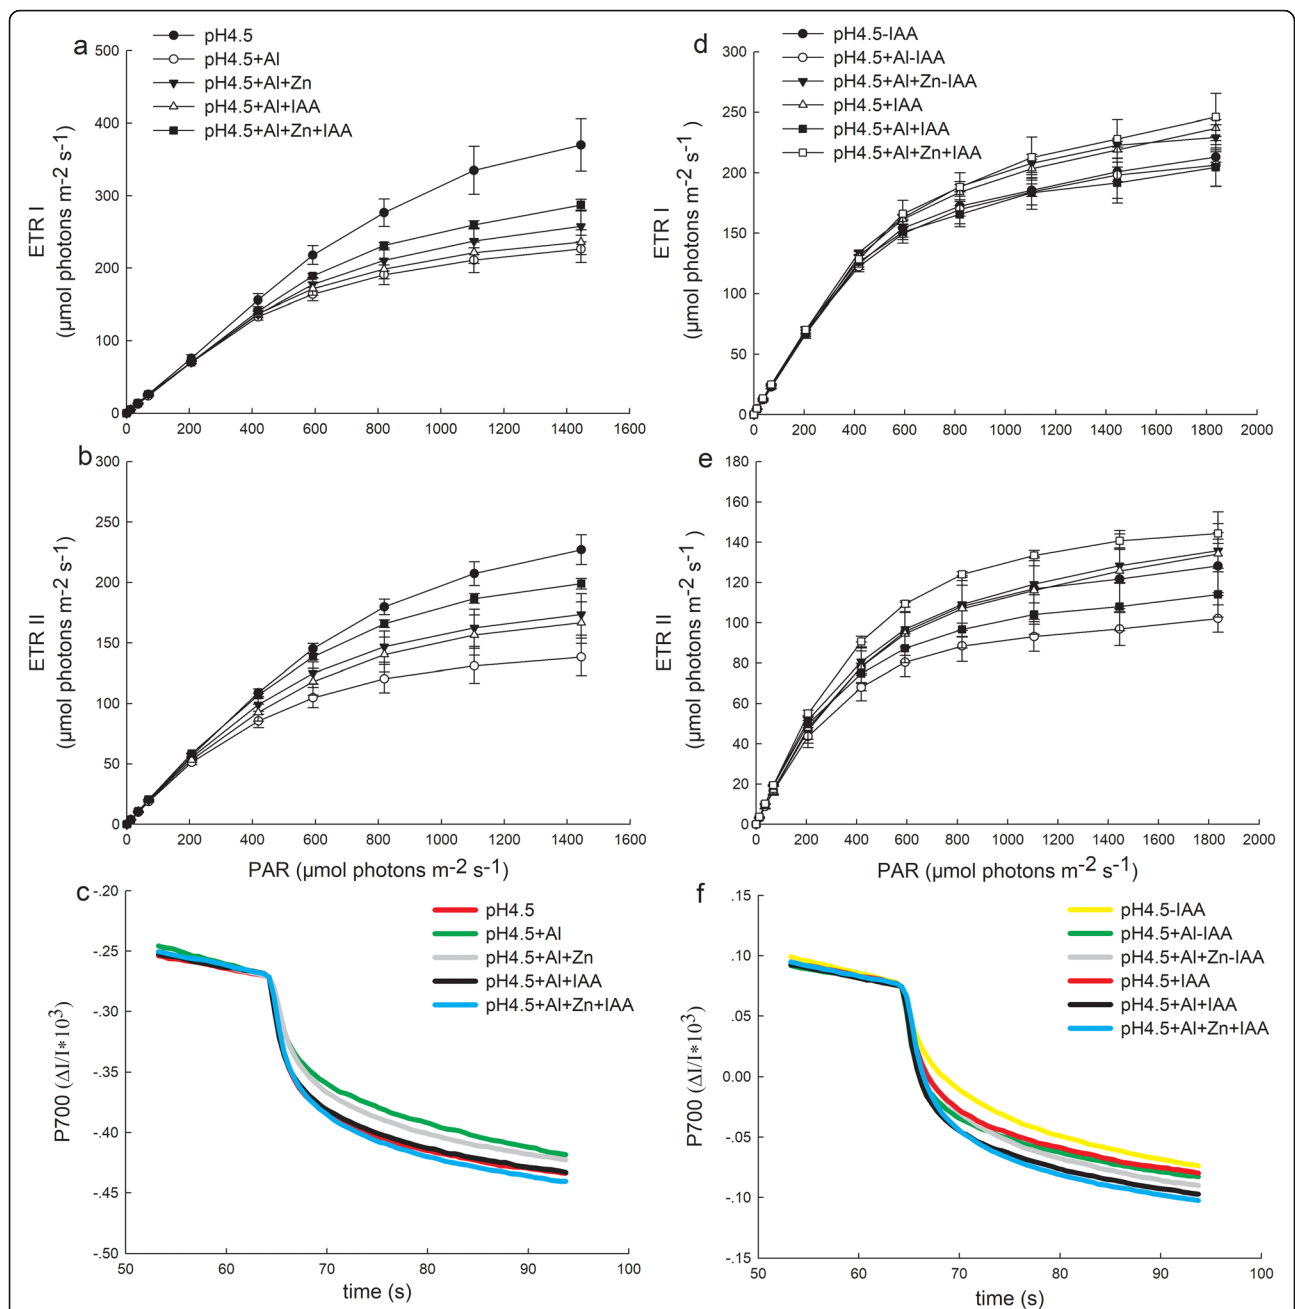 a
pH4.5
pH4.5+Al
pH4.5+Al+Zn
pH4.5+Al+IAA
pH4.5+Al+Zn+IAA
500
400
300
200
100
0
ETR I
(µmol photons m-2 s-1)
0 200 400 600 800 1000 1200 1400 1600
d
pH4.5-IAA
pH4.5+Al-IAA
pH4.5+Al+Zn-IAA
pH4.5+IAA
pH4.5+Al+IAA
pH4.5+Al+Zn+IAA
300
250
200
150
100
50
0
ETR I
(µmol photons m-2 s-1 )
0 200 400 600 800 1000 1200 1400 1600 1800 2000
b
300
250
200
150
100
50
0
ETR II
(µmol photons m-2 s-1)
0 200 400 600 800 1000 1200 1400 1600
PAR (µmol photons m-2 s-1)
e
180
160
140
120
100
80
60
40
20
0
ETR II
(µmol photons m-2 s-1)
0 200 400 600 800 1000 1200 1400 1600 1800 2000
PAR (µmol photons m-2 s-1)
c
pH4.5
pH4.5+Al
pH4.5+Al+Zn
pH4.5+Al+IAA
pH4.5+Al+Zn+IAA
-.20
-.25
-.30
-.35
-.40
-.45
-.50
P700 (ΔI/I*10³)
50 60 70 80 90 100
time (s)
f
pH4.5-IAA
pH4.5+Al-IAA
pH4.5+Al+Zn-IAA
pH4.5+IAA
pH4.5+Al+IAA
pH4.5+Al+Zn+IAA
.15
.10
.05
0.00
-.05
-.10
-.15
P700 (ΔI/I*10³)
50 60 70 80 90 100
time (s)